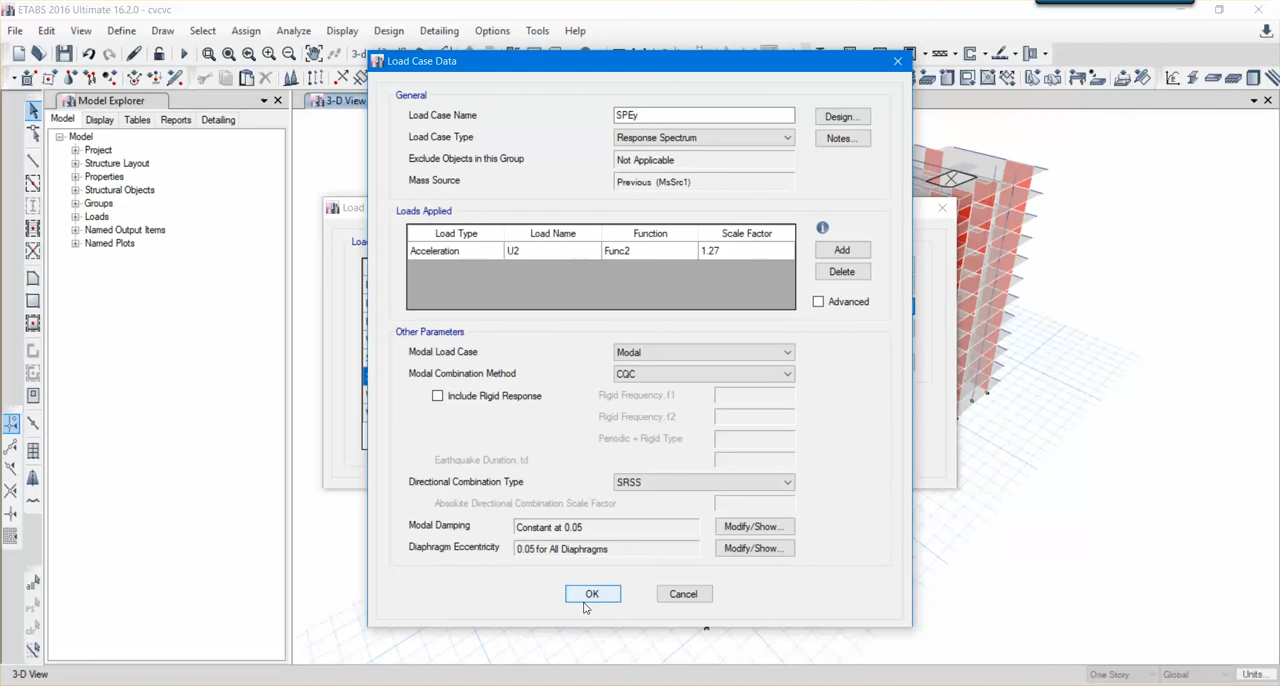 ETABS 2016 Ultimate 16.2.0 - cvcvc
File Edit View Define Draw Select Assign Analyze Display Design Detailing Options Tools Help
3-d
Model Explorer
Model Display Tables Reports Detailing
Model
Project
Structure Layout
Properties
Structural Objects
Groups
Loads
Named Output Items
Named Plots
3-D View
Load
Load Case Data
General
Load Case Name SPEy Design...
Load Case Type Response Spectrum Notes...
Exclude Objects in this Group Not Applicable
Mass Source Previous (MsSrc1)
Loads Applied
Load Type Load Name Function Scale Factor
Acceleration U2 Func2 1.27
Add
Delete
Advanced
Other Parameters
Modal Load Case Modal
Modal Combination Method CQC
Include Rigid Response Rigid Frequency, f1
Rigid Frequency, f2
Periodic + Rigid Type
Earthquake Duration, td
Directional Combination Type SRSS
Absolute Directional Combination Scale Factor
Modal Damping Constant at 0.05 Modify/Show...
Diaphragm Eccentricity 0.05 for All Diaphragms Modify/Show...
OK Cancel
3-D View One Story Global Units...